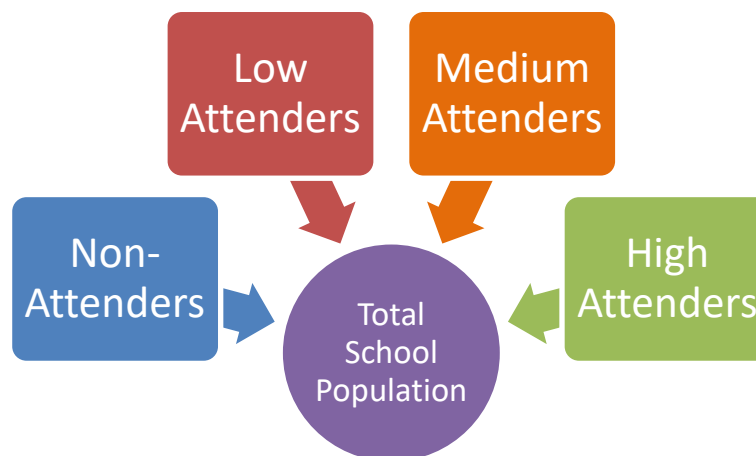 Low
Attenders
Medium
Attenders
Non-
Attenders
High
Attenders
Total
School
Population